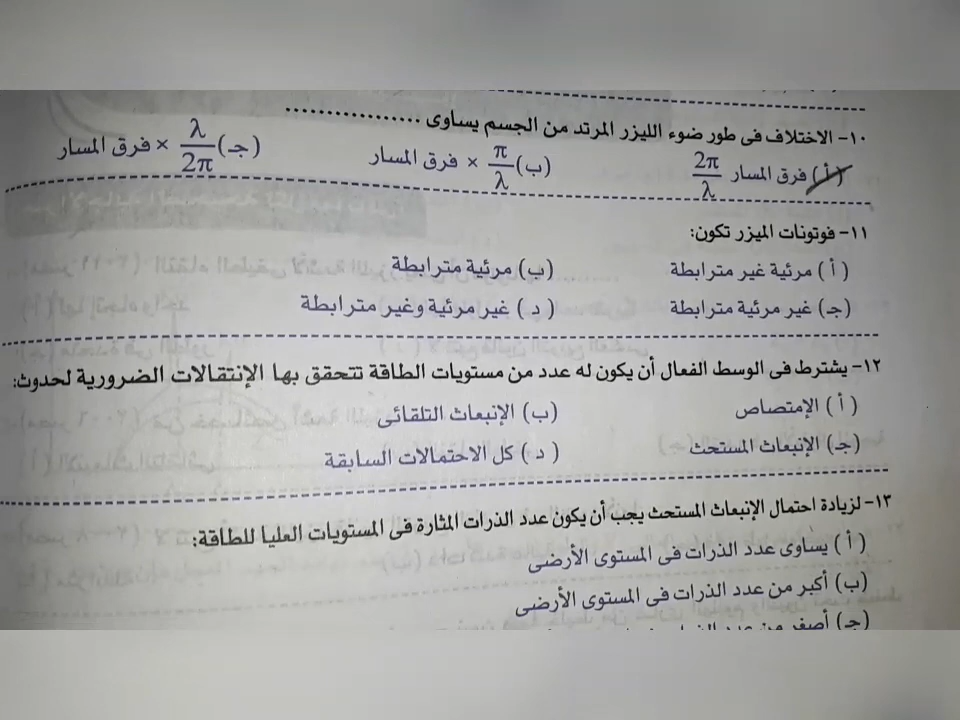 ١٠- الاختلاف فى طور ضوء الليزر المرتد من الجسم يساوى .................
(أ) فرق المسار 2π/λ (ب) π/λ × فرق المسار (جـ) λ/2π × فرق المسار
١١- فوتونات الميزر تكون:
(أ) مرئية غير مترابطة (ب) مرئية مترابطة
(جـ) غير مرئية مترابطة (د) غير مرئية وغير مترابطة
١٢- يشترط فى الوسط الفعال أن يكون له عدد من مستويات الطاقة تتحقق بها الإنتقالات الضرورية لحدوث:
(أ) الإمتصاص (ب) الإنبعاث التلقائى
(جـ) الإنبعاث المستحث (د) كل الاحتمالات السابقة
١٣- لزيادة احتمال الإنبعاث المستحث يجب أن يكون عدد الذرات المثارة فى المستويات العليا للطاقة:
(أ) يساوى عدد الذرات فى المستوى الأرضى
(ب) أكبر من عدد الذرات فى المستوى الأرضى
(جـ) أصغر من عدد